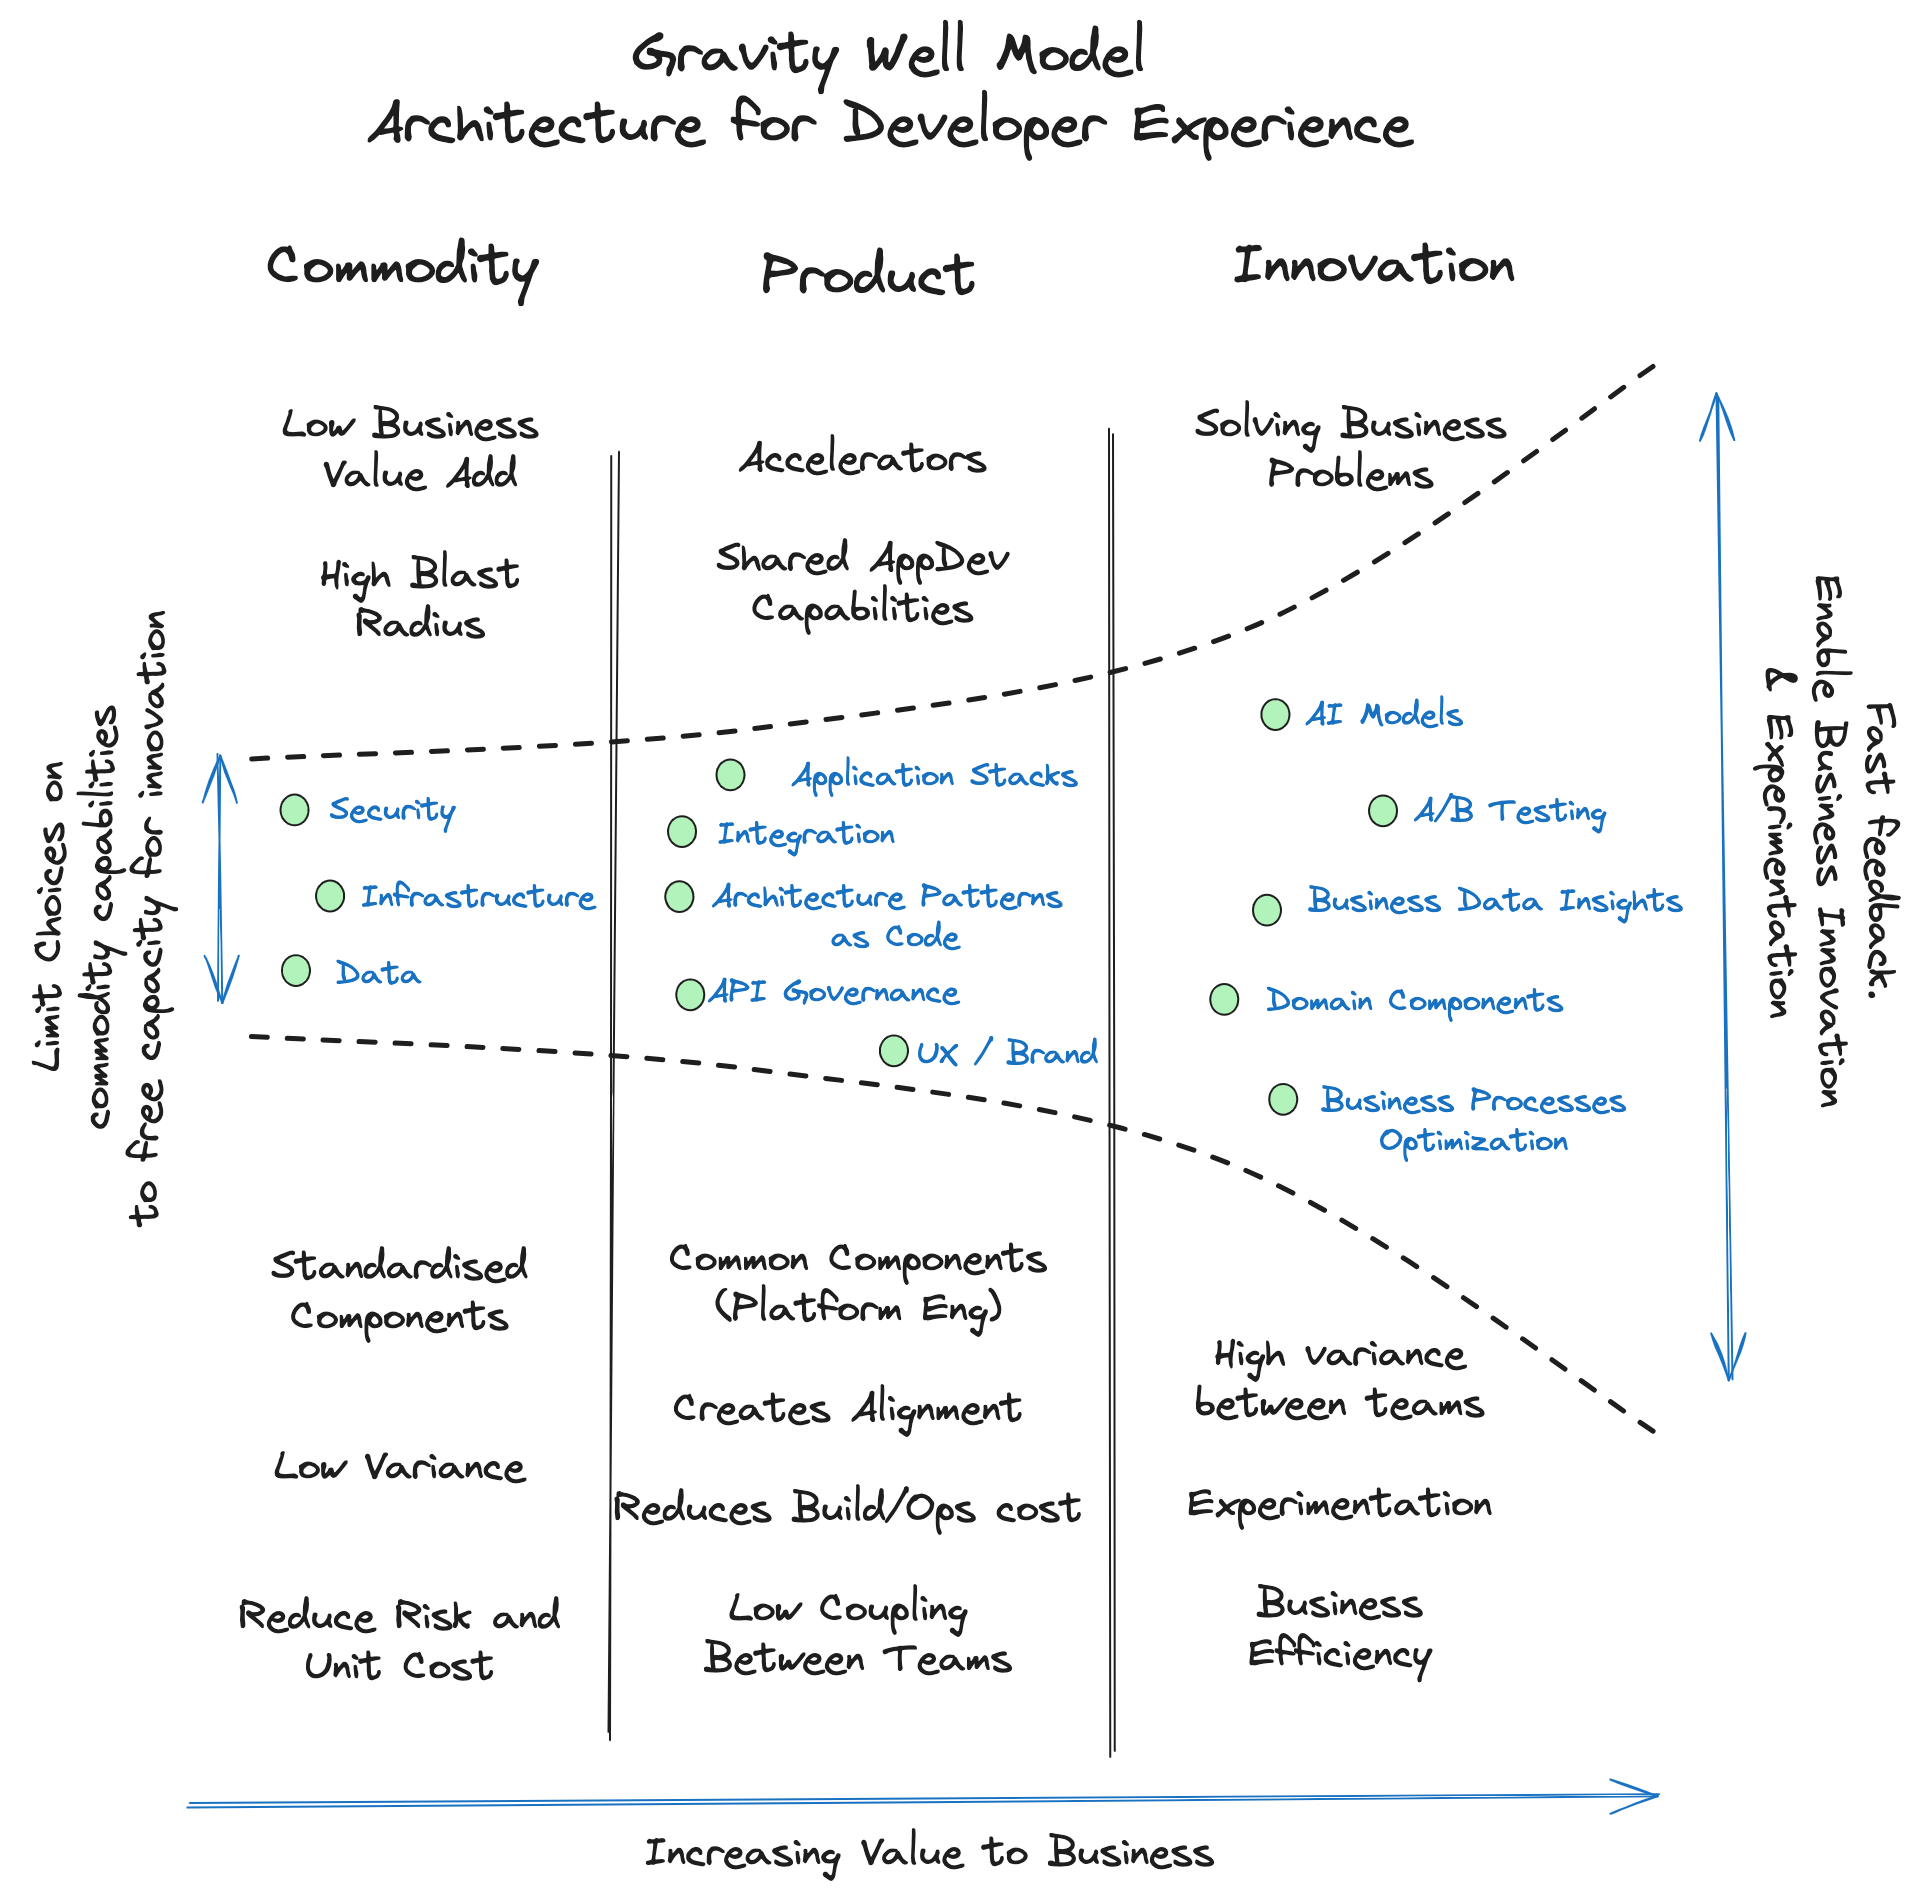 Gravity Well Model
Architecture for Developer Experience
Commodity
Product
Innovation
Low Business
Value Add
High Blast
Radius
Accelerators
Shared AppDev
Capabilities
Solving Business
Problems
Limit Choices on
commodity capabilities
to free capacity for innovation
Security
Infrastructure
Data
Application Stacks
Integration
Architecture Patterns
as Code
API Governance
UX / Brand
AI Models
A/B Testing
Business Data Insights
Domain Components
Business Processes
Optimization
Fast feedback.
Enable Business Innovation
& Experimentation
Standardised
Components
Low Variance
Reduce Risk and
Unit Cost
Common Components
(Platform Eng)
Creates Alignment
Reduces Build/Ops cost
Low Coupling
Between Teams
High variance
between teams
Experimentation
Business
Efficiency
Increasing Value to Business